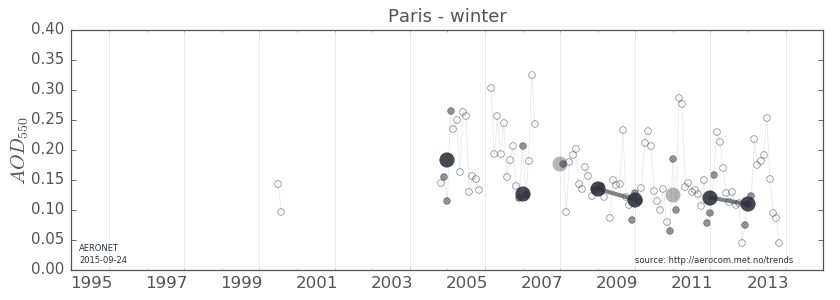 Paris - winter
0.40
0.35
0.30
0.25
0.20
0.15
0.10
0.05
0.00
AOD550
AERONET
2015-09-24
source: http://aerocom.met.no/trends
1995 1997 1999 2001 2003 2005 2007 2009 2011 2013